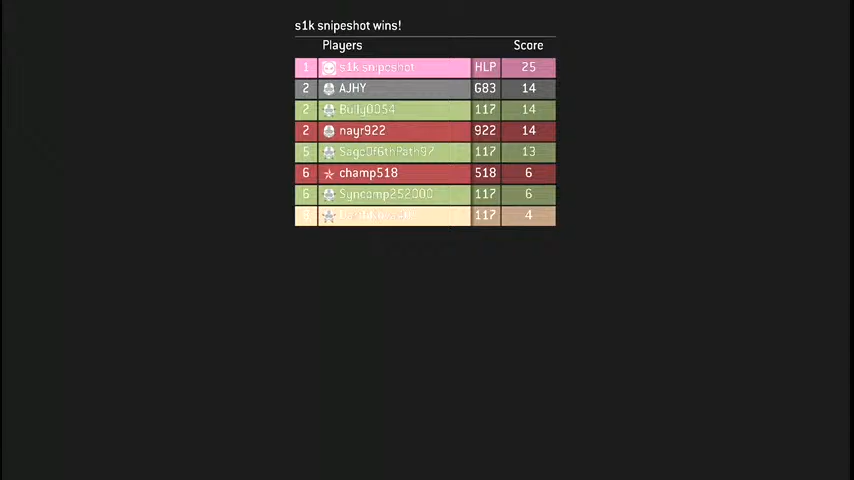 s1k snipeshot wins!
Players Score
1 s1k snipeshot HLP 25
2 AJHY G83 14
2 Bully0054 117 14
2 nayr922 922 14
5 SageOf6thPath97 117 13
6 champ518 518 6
6 Syncomp252000 117 6
117 4